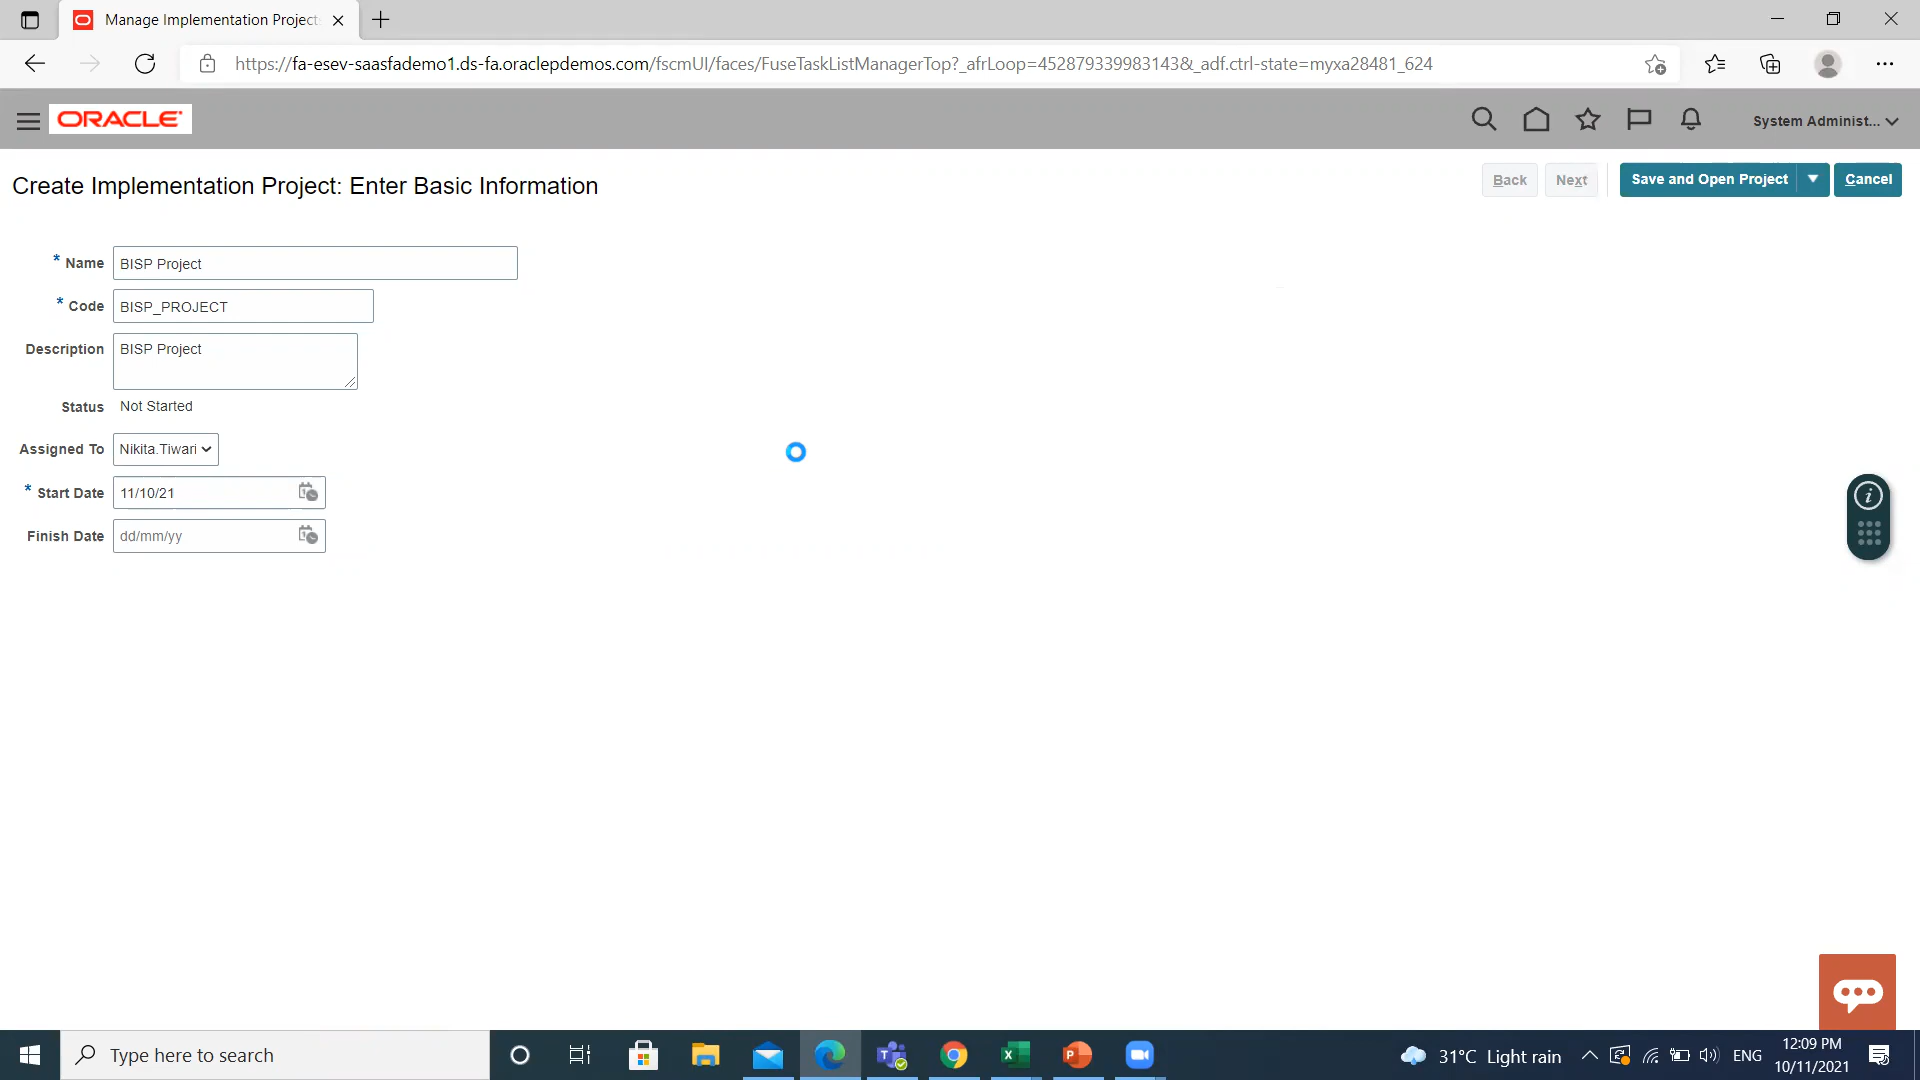 Manage Implementation Project
https://fa-esev-saasfademo1.ds-fa.oraclepdemos.com/fscmUI/faces/FuseTaskListManagerTop?_afrLoop=45287933998314​3&_adf.ctrl-state=myxa28481_624
ORACLE
System Administ...
Create Implementation Project: Enter Basic Information
Back Next Save and Open Project Cancel
* Name BISP Project
* Code BISP_PROJECT
Description BISP Project
Status Not Started
Assigned To Nikita.Tiwari
* Start Date 11/10/21
Finish Date dd/mm/yy
Type here to search
31°C Light rain
ENG
12:09 PM
10/11/2021